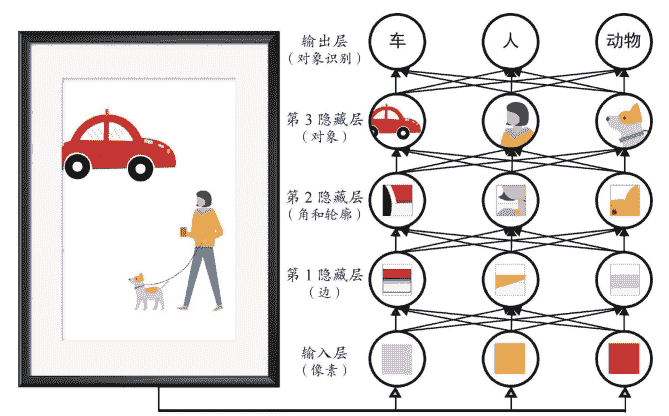 输出层
（对象识别）
车
人
动物
第3隐藏层
（对象）
第2隐藏层
（角和轮廓）
第1隐藏层
（边）
输入层
（像素）